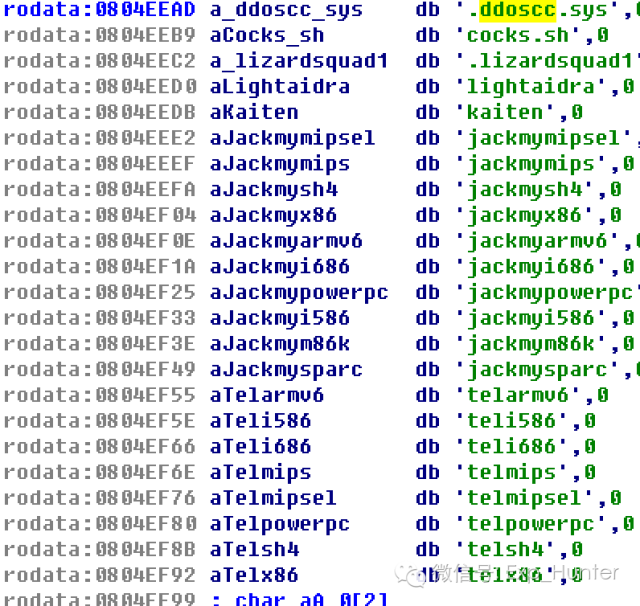 rodata:0804EEAD a_ddoscc_sys db '.ddoscc.sys',0
rodata:0804EEB9 aCocks_sh db 'cocks.sh',0
rodata:0804EEC2 a_lizardsquad1 db '.lizardsquad1'
rodata:0804EED0 aLightaidra db 'lightaidra',0
rodata:0804EEDB aKaiten db 'kaiten',0
rodata:0804EEE2 aJackmymipsel db 'jackmymipsel',
rodata:0804EEEF aJackmymips db 'jackmymips',0
rodata:0804EEFA aJackmysh4 db 'jackmysh4',0
rodata:0804EF04 aJackmyx86 db 'jackmyx86',0
rodata:0804EF0E aJackmyarmv6 db 'jackmyarmv6',0
rodata:0804EF1A aJackmyi686 db 'jackmyi686',0
rodata:0804EF25 aJackmypowerpc db 'jackmypowerpc'
rodata:0804EF33 aJackmyi586 db 'jackmyi586',0
rodata:0804EF3E aJackmym86k db 'jackmym86k',0
rodata:0804EF49 aJackmysparc db 'jackmysparc',0
rodata:0804EF55 aTelarmv6 db 'telarmv6',0
rodata:0804EF5E aTeli586 db 'teli586',0
rodata:0804EF66 aTeli686 db 'teli686',0
rodata:0804EF6E aTelmips db 'telmips',0
rodata:0804EF76 aTelmipsel db 'telmipsel',0
rodata:0804EF80 aTelpowerpc db 'telpowerpc',0
rodata:0804EF8B aTelsh4 db 'telsh4',0
rodata:0804EF92 aTelx86 db 'telx86',0
微信号: Exp_Hunter
rodata:0804EF99 ; char aA_0[2]